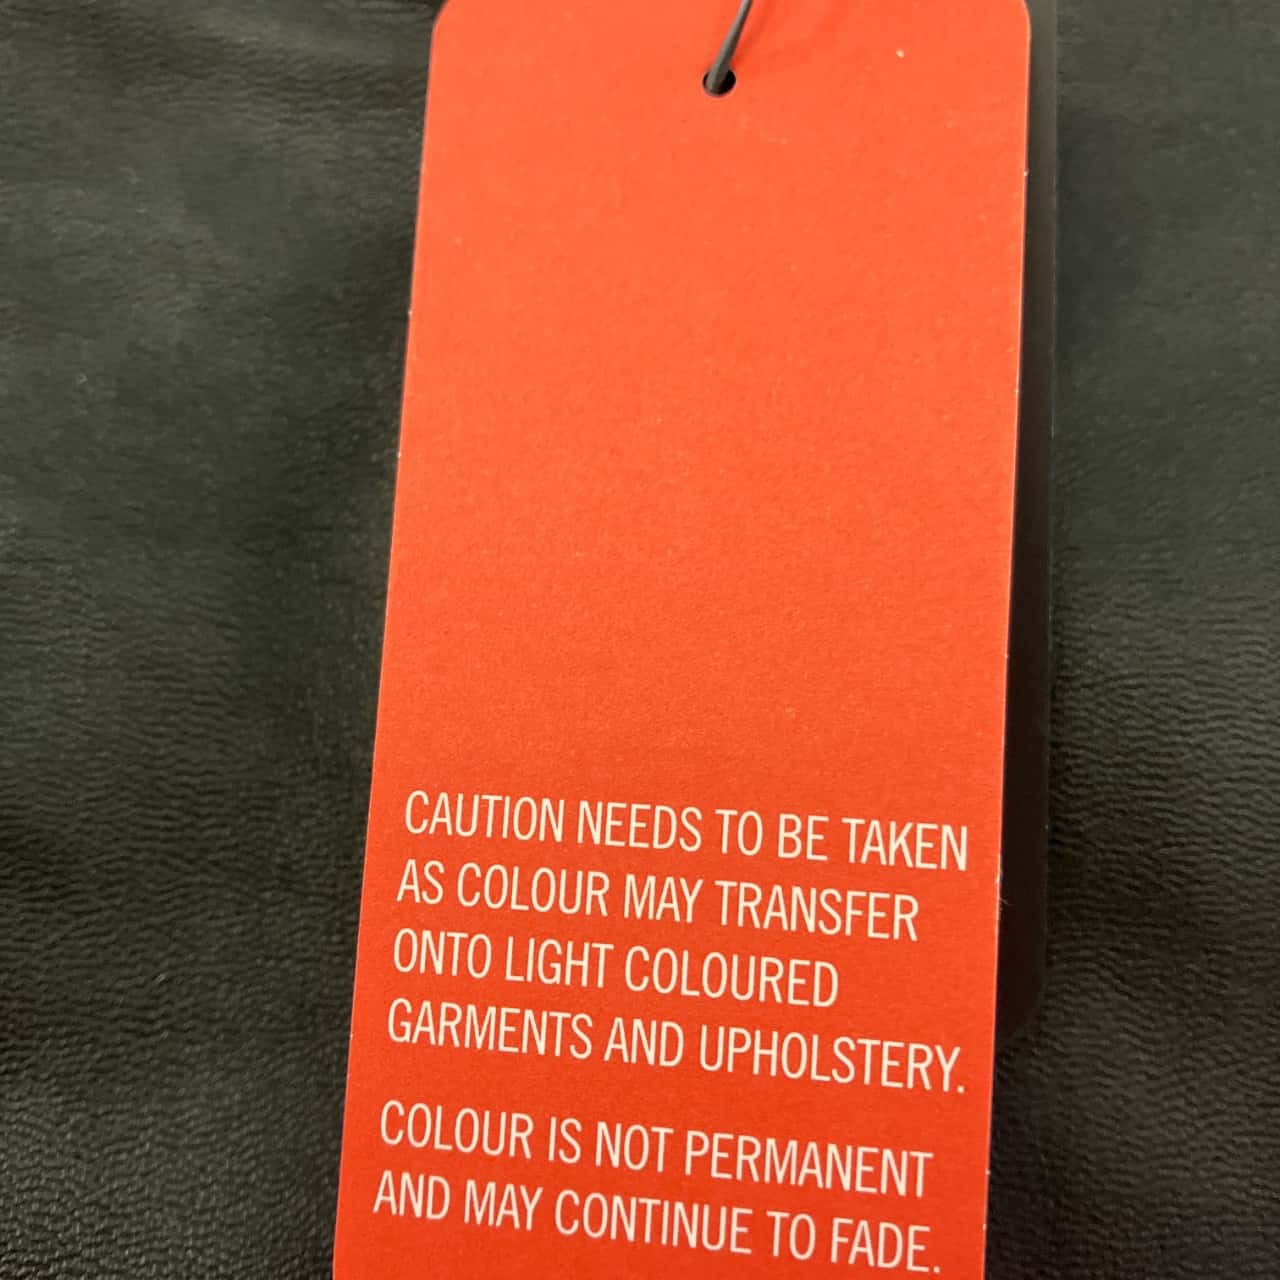 CAUTION NEEDS TO BE TAKEN
AS COLOUR MAY TRANSFER
ONTO LIGHT COLOURED
GARMENTS AND UPHOLSTERY.
COLOUR IS NOT PERMANENT
AND MAY CONTINUE TO FADE.